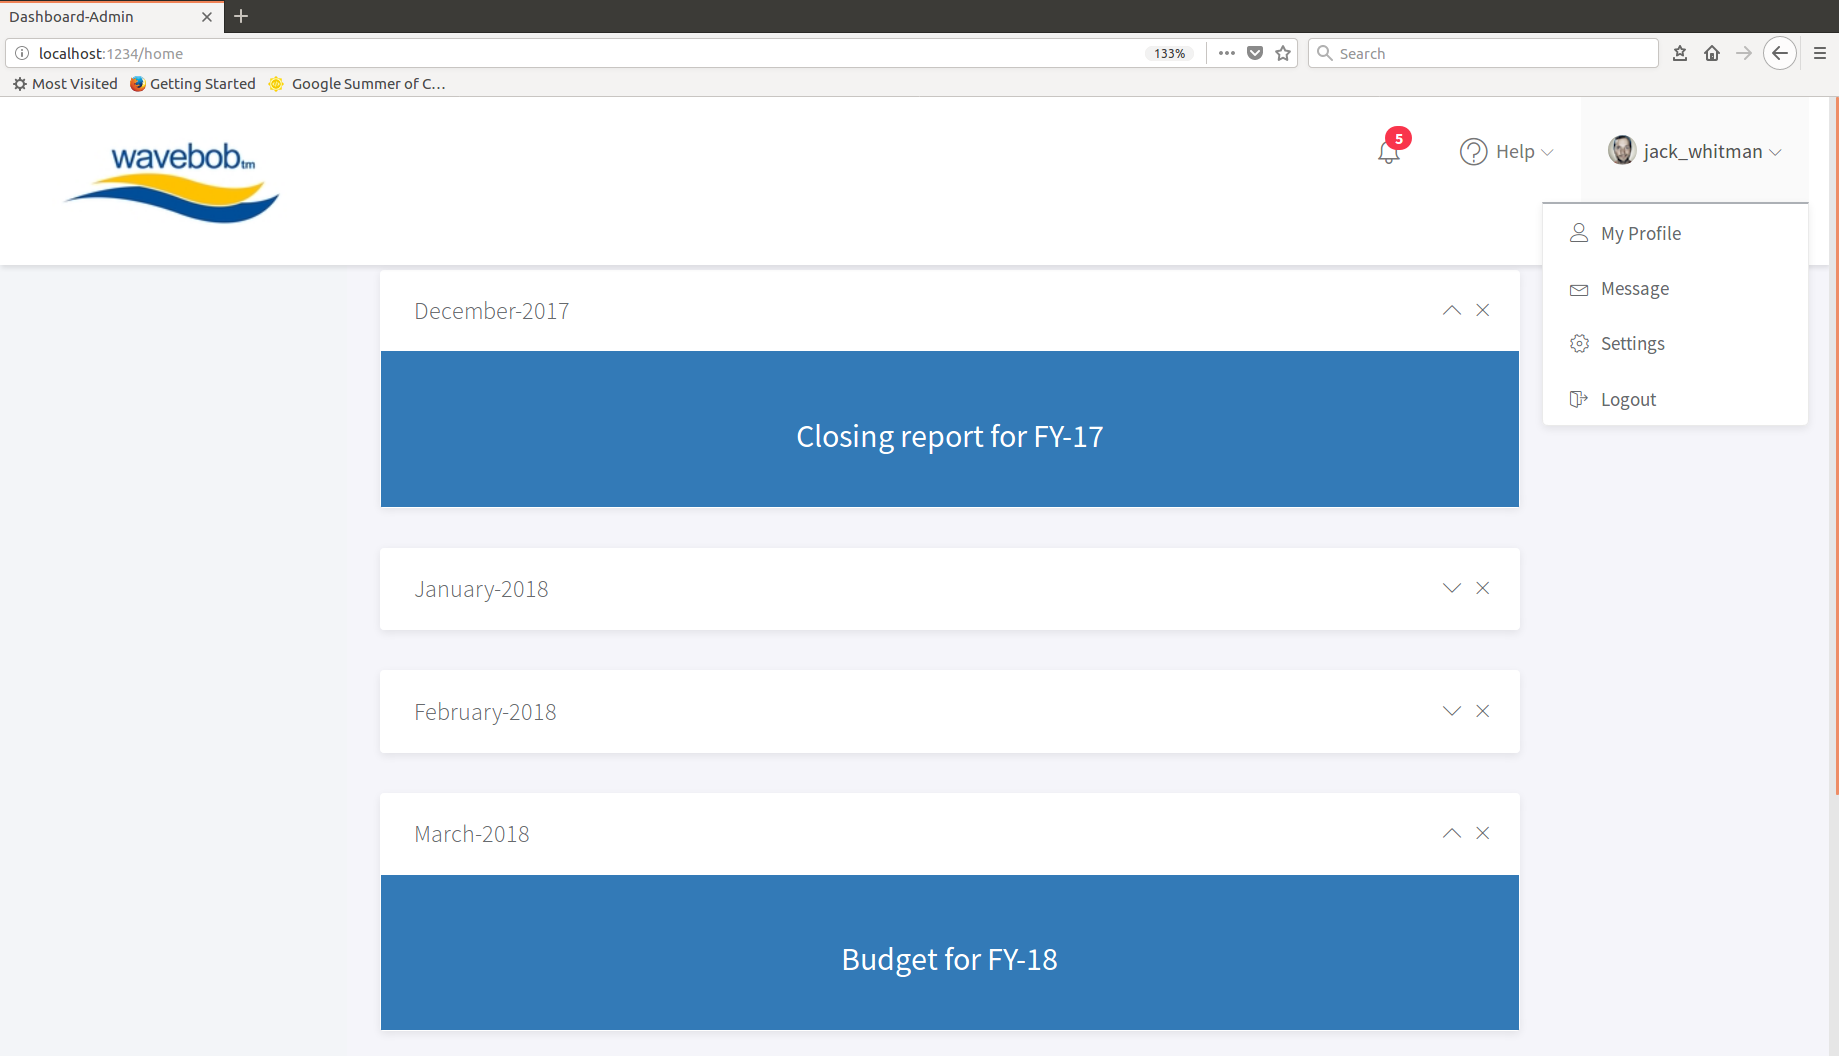 Dashboard-Admin
localhost:1234/home
133%
Search
Most Visited
Getting Started
Google Summer of C...
wavebob tm
5
Help
jack_whitman
My Profile
Message
Settings
Logout
December-2017
Closing report for FY-17
January-2018
February-2018
March-2018
Budget for FY-18